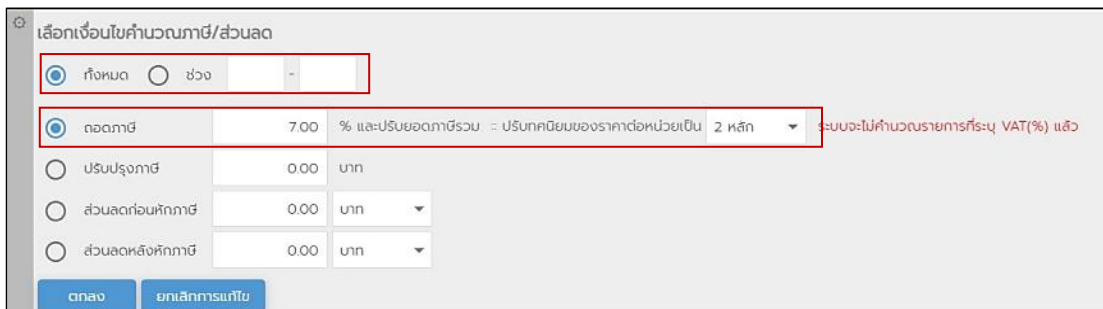 เลือกเงื่อนไขคำนวณภาษี/ส่วนลด
ทั้งหมด ช่วง -
ถอดภาษี 7.00 % และปรับยอดภาษีรวม :: ปรับทศนิยมของราคาต่อหน่วยเป็น 2 หลัก ระบบจะไม่คำนวณรายการที่ระบุ VAT(%) แล้ว
ปรับปรุงภาษี 0.00 บาท
ส่วนลดก่อนหักภาษี 0.00 บาท
ส่วนลดหลังหักภาษี 0.00 บาท
ตกลง ยกเลิกการแก้ไข